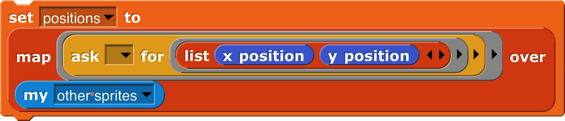 set positions to
map ask for list x position y position over
my other sprites